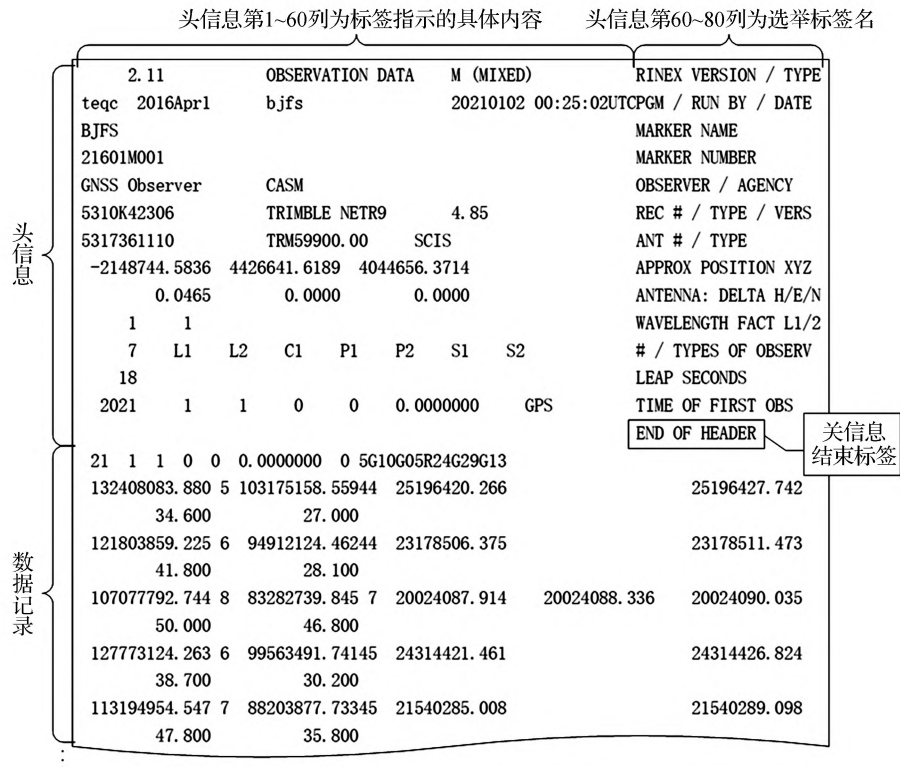 头信息第1~60列为标签指示的具体内容
头信息第60~80列为选举标签名
头信息
2.11 OBSERVATION DATA M (MIXED) RINEX VERSION / TYPE
teqc 2016Apr1 bjfs 20210102 00:25:02UTCPGM / RUN BY / DATE
BJFS MARKER NAME
21601M001 MARKER NUMBER
GNSS Observer CASM OBSERVER / AGENCY
5310K42306 TRIMBLE NETR9 4.85 REC # / TYPE / VERS
5317361110 TRM59900.00 SCIS ANT # / TYPE
-2148744.5836 4426641.6189 4044656.3714 APPROX POSITION XYZ
0.0465 0.0000 0.0000 ANTENNA: DELTA H/E/N
1 1 WAVELENGTH FACT L1/2
7 L1 L2 C1 P1 P2 S1 S2 # / TYPES OF OBSERV
18 LEAP SECONDS
2021 1 1 0 0 0.0000000 GPS TIME OF FIRST OBS
END OF HEADER
关信息
结束标签
数据记录
21 1 1 0 0 0.0000000 0 5G10G05R24G29G13
132408083.880 5 103175158.55944 25196420.266 25196427.742
34.600 27.000
121803859.225 6 94912124.46244 23178506.375 23178511.473
41.800 28.100
107077792.744 8 83282739.845 7 20024087.914 20024088.336 20024090.035
50.000 46.800
127773124.263 6 99563491.74145 24314421.461 24314426.824
38.700 30.200
113194954.547 7 88203877.73345 21540285.008 21540289.098
47.800 35.800
⋮